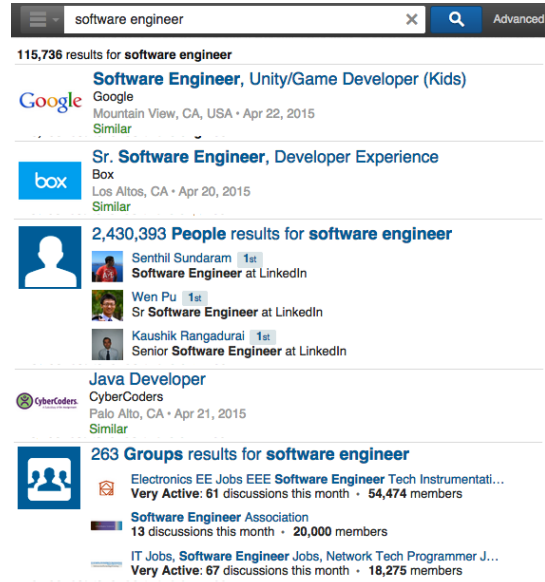 software engineer
Advanced
115,736 results for software engineer
Google
Software Engineer, Unity/Game Developer (Kids)
Google
Mountain View, CA, USA • Apr 22, 2015
Similar
box
Sr. Software Engineer, Developer Experience
Box
Los Altos, CA • Apr 20, 2015
Similar
2,430,393 People results for software engineer
Senthil Sundaram 1st
Software Engineer at LinkedIn
Wen Pu 1st
Sr Software Engineer at LinkedIn
Kaushik Rangadurai 1st
Senior Software Engineer at LinkedIn
CyberCoders
Java Developer
CyberCoders
Palo Alto, CA • Apr 21, 2015
Similar
263 Groups results for software engineer
Electronics EE Jobs EEE Software Engineer Tech Instrumentati...
Very Active: 61 discussions this month • 54,474 members
Software Engineer Association
13 discussions this month • 20,000 members
IT Jobs, Software Engineer Jobs, Network Tech Programmer J...
Very Active: 67 discussions this month • 18,275 members